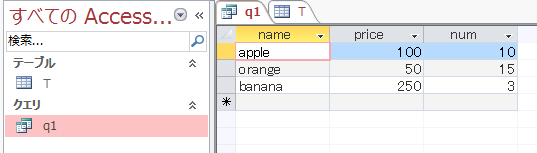 すべての Access...
検索...
テーブル
T
クエリ
q1
q1 T
name price num
apple 100 10
orange 50 15
banana 250 3